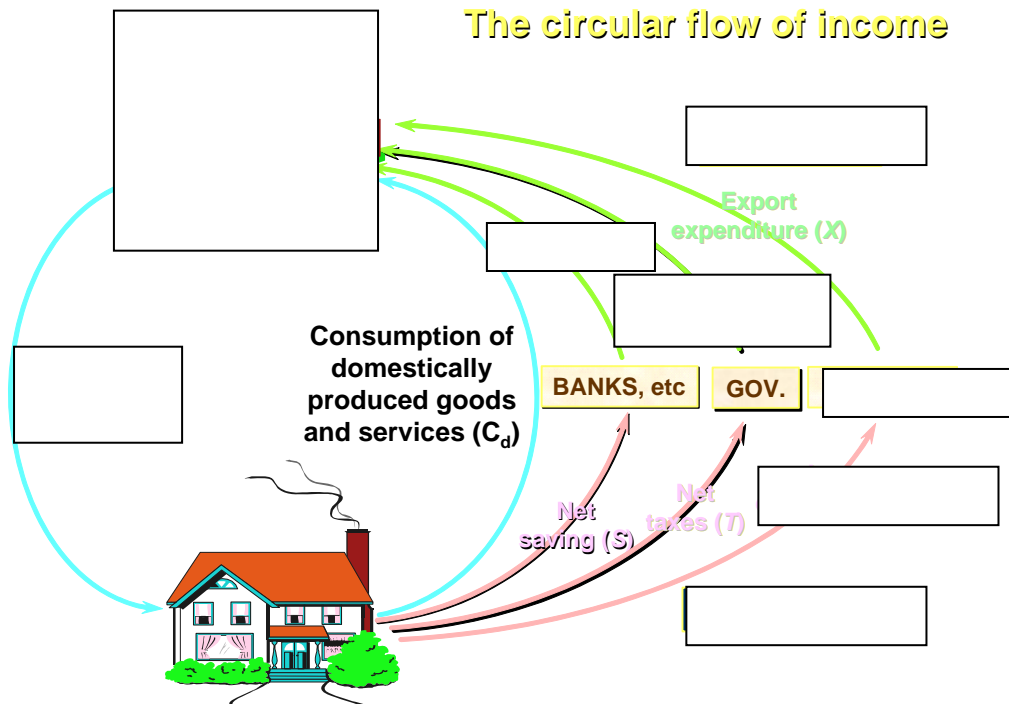 The circular flow of income
Export
expenditure (X)
Consumption of
domestically
produced goods
and services (Cd)
BANKS, etc
GOV.
Net
saving (S)
Net
taxes (T)